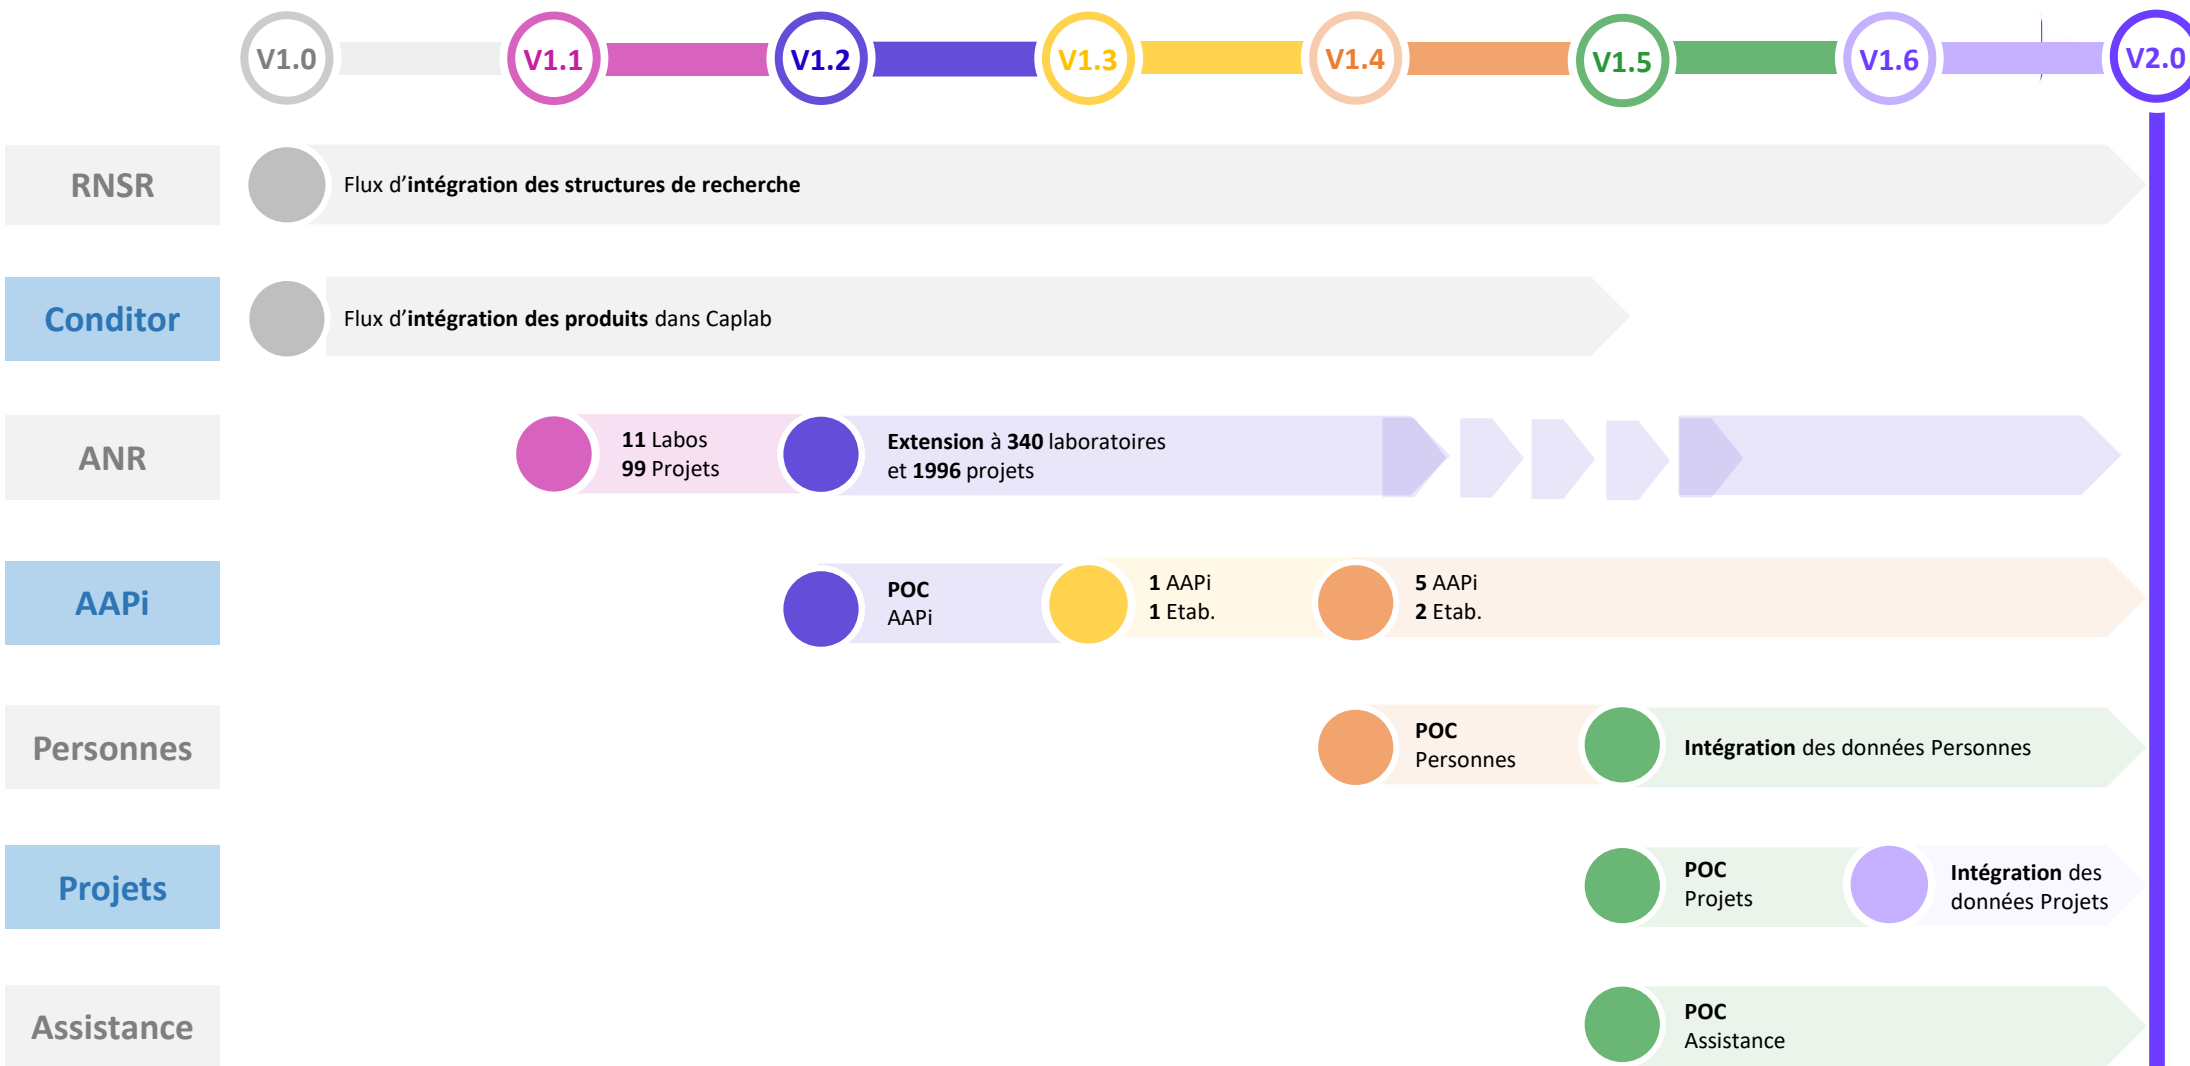 V1.0
V1.1
V1.2
V1.3
V1.4
V1.5
V1.6
V2.0
RNSR
Flux d'intégration des structures de recherche
Conditor
Flux d'intégration des produits dans Caplab
ANR
11 Labos
99 Projets
Extension à 340 laboratoires
et 1996 projets
AAPi
POC
AAPi
1 AAPi
1 Etab.
5 AAPi
2 Etab.
Personnes
POC
Personnes
Intégration des données Personnes
Projets
POC
Projets
Intégration des
données Projets
Assistance
POC
Assistance